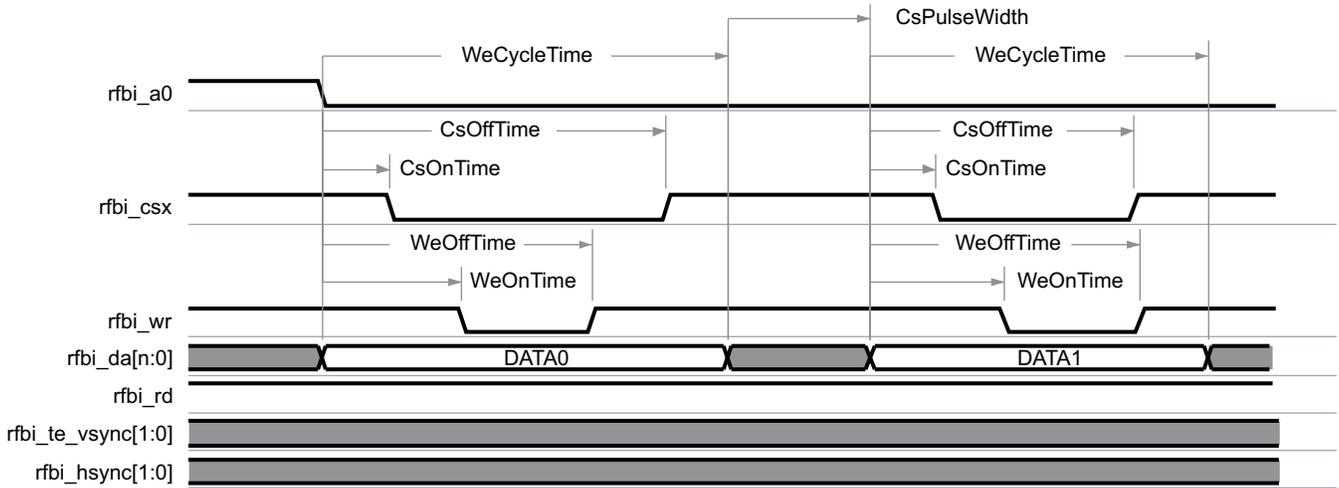 CsPulseWidth
WeCycleTime WeCycleTime
rfbi_a0
CsOffTime CsOffTime
CsOnTime CsOnTime
rfbi_csx
WeOffTime WeOffTime
WeOnTime WeOnTime
rfbi_wr
rfbi_da[n:0] DATA0 DATA1
rfbi_rd
rfbi_te_vsync[1:0]
rfbi_hsync[1:0]